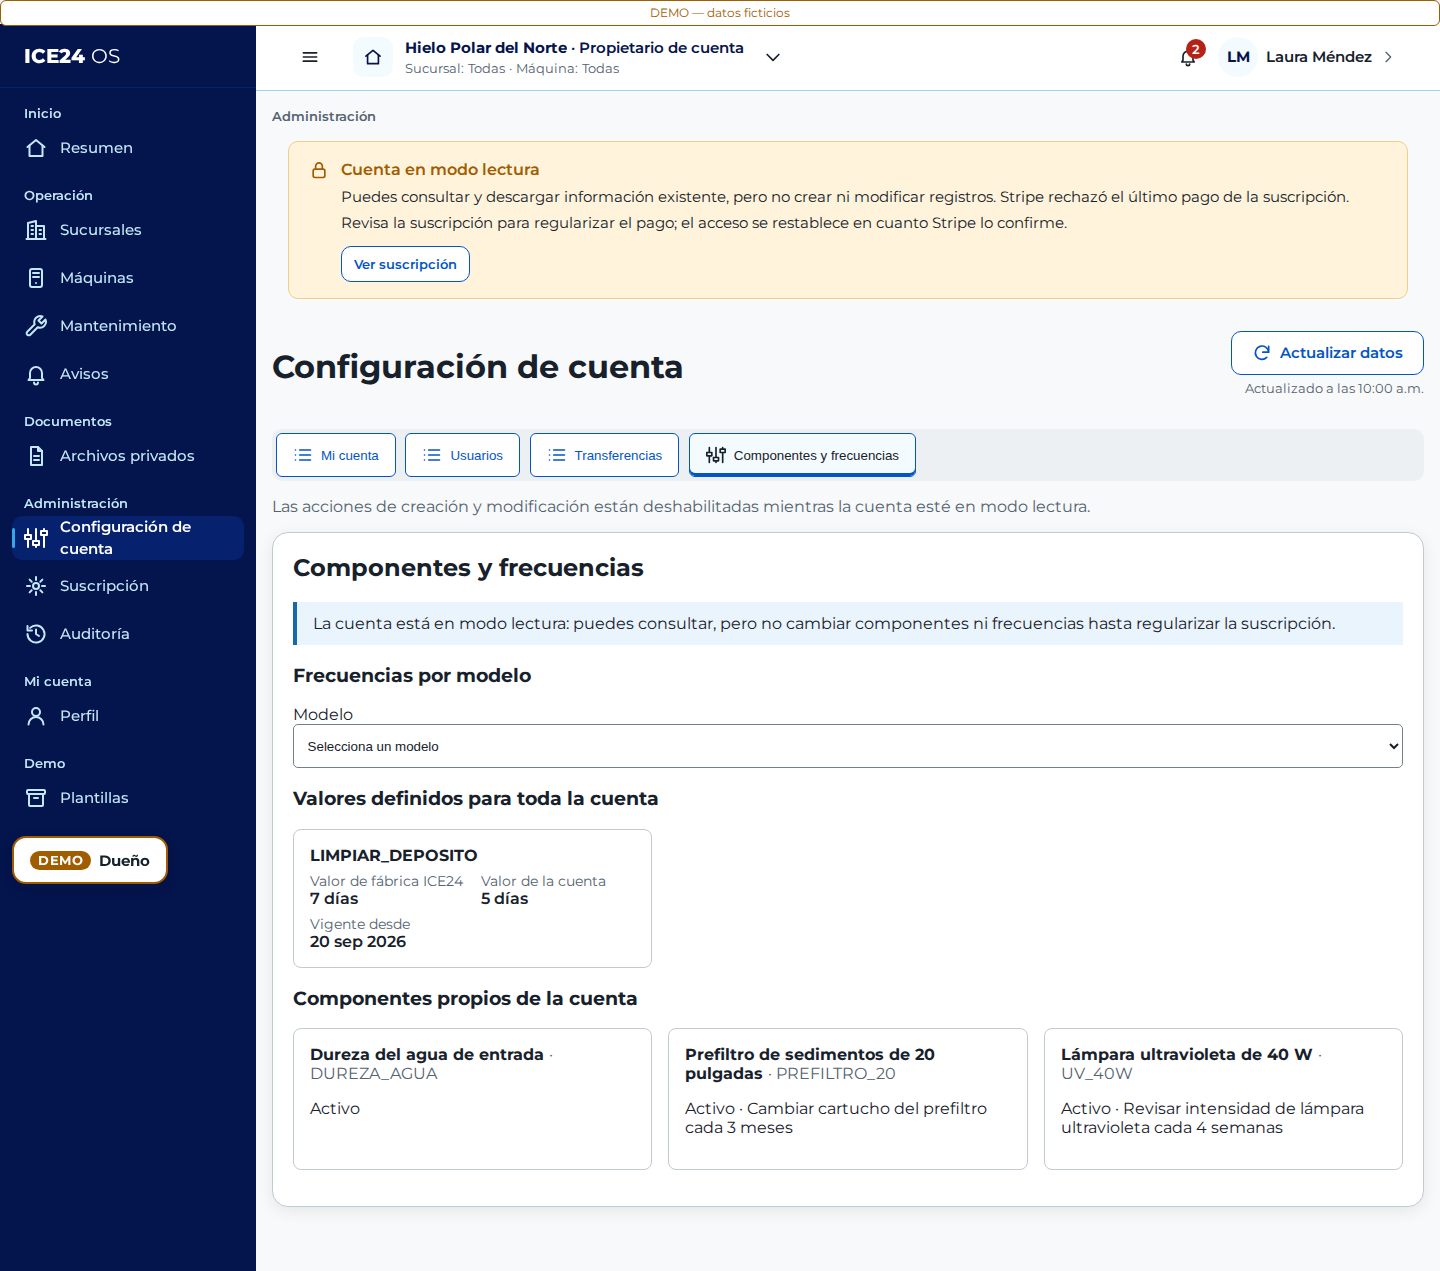 DEMO — datos ficticios
ICE24 OS
Inicio
Resumen
Operación
Sucursales
Máquinas
Mantenimiento
Avisos
Documentos
Archivos privados
Administración
Configuración de
cuenta
Suscripción
Auditoría
Mi cuenta
Perfil
Demo
Plantillas
DEMO Dueño
Hielo Polar del Norte · Propietario de cuenta
Sucursal: Todas · Máquina: Todas
2
LM Laura Méndez
Administración
Cuenta en modo lectura
Puedes consultar y descargar información existente, pero no crear ni modificar registros. Stripe rechazó el último pago de la suscripción.
Revisa la suscripción para regularizar el pago; el acceso se restablece en cuanto Stripe lo confirme.
Ver suscripción
Configuración de cuenta
Actualizar datos
Actualizado a las 10:00 a.m.
Mi cuenta
Usuarios
Transferencias
Componentes y frecuencias
Las acciones de creación y modificación están deshabilitadas mientras la cuenta esté en modo lectura.
Componentes y frecuencias
La cuenta está en modo lectura: puedes consultar, pero no cambiar componentes ni frecuencias hasta regularizar la suscripción.
Frecuencias por modelo
Modelo
Selecciona un modelo
Valores definidos para toda la cuenta
LIMPIAR_DEPOSITO
Valor de fábrica ICE24 Valor de la cuenta
7 días 5 días
Vigente desde
20 sep 2026
Componentes propios de la cuenta
Dureza del agua de entrada ·
DUREZA_AGUA
Activo
Prefiltro de sedimentos de 20
pulgadas · PREFILTRO_20
Activo · Cambiar cartucho del prefiltro
cada 3 meses
Lámpara ultravioleta de 40 W ·
UV_40W
Activo · Revisar intensidad de lámpara
ultravioleta cada 4 semanas